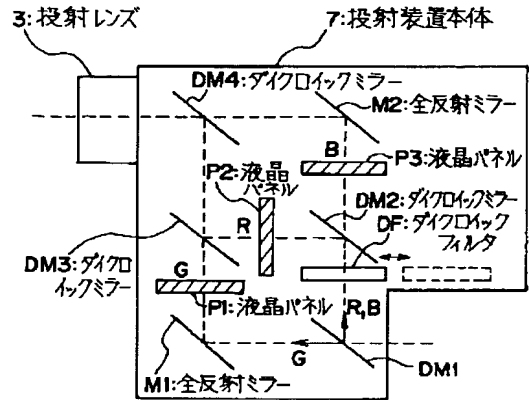 3:投射レンズ
7:投射装置本体
DM4:ダイクロイックミラー
M2:全反射ミラー
B
P3:液晶パネル
P2:液晶
パネル
DM2:ダイクロイックミラー
R
DF:ダイクロイック
フィルタ
DM3:ダイクロ
イックミラー
G
R,B
P1:液晶パネル
G
M1:全反射ミラー
DM1